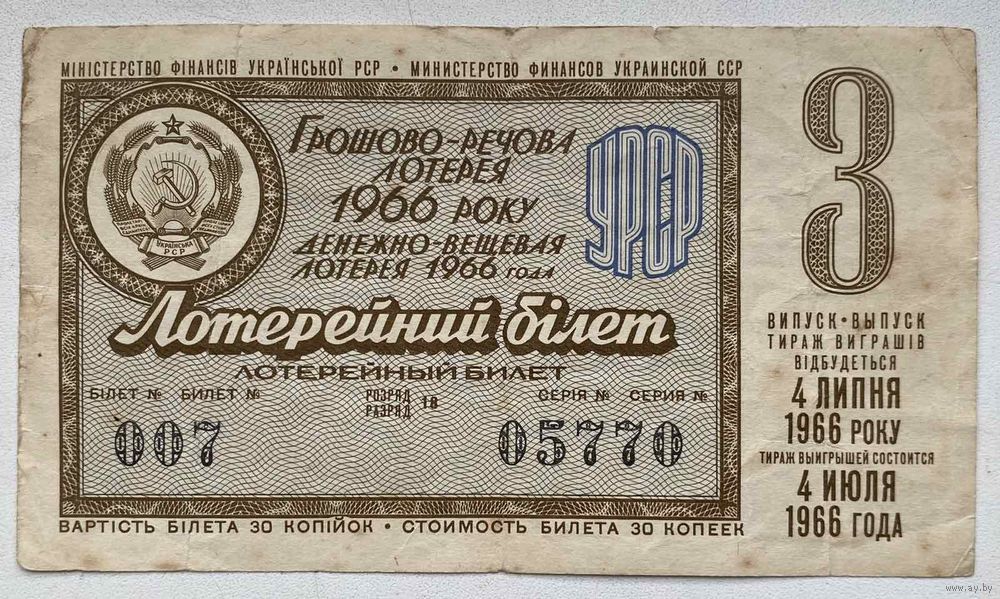 МІНІСТЕРСТВО ФІНАНСІВ УКРАЇНСЬКОЇ РСР • МИНИСТЕРСТВО ФИНАНСОВ УКРАИНСКОЙ ССР
УКРАЇНСЬКА
РСР
ГРОШОВО-РЕЧОВА
ЛОТЕРЕЯ
1966 РОКУ
ДЕНЕЖНО-ВЕЩЕВАЯ
ЛОТЕРЕЯ 1966 ГОДА
УРСР
Лотерейний білет
ЛОТЕРЕЙНЫЙ БИЛЕТ
БІЛЕТ № БИЛЕТ №
РОЗРЯД
РАЗРЯД 18
СЕРІЯ № СЕРИЯ №
007
05770
ВАРТІСТЬ БІЛЕТА 30 КОПІЙОК • СТОИМОСТЬ БИЛЕТА 30 КОПЕЕК
3
ВИПУСК • ВЫПУСК
ТИРАЖ ВИГРАШІВ
ВІДБУДЕТЬСЯ
4 ЛИПНЯ
1966 РОКУ
ТИРАЖ ВЫИГРЫШЕЙ СОСТОИТСЯ
4 ИЮЛЯ
1966 ГОДА
www.ay.by